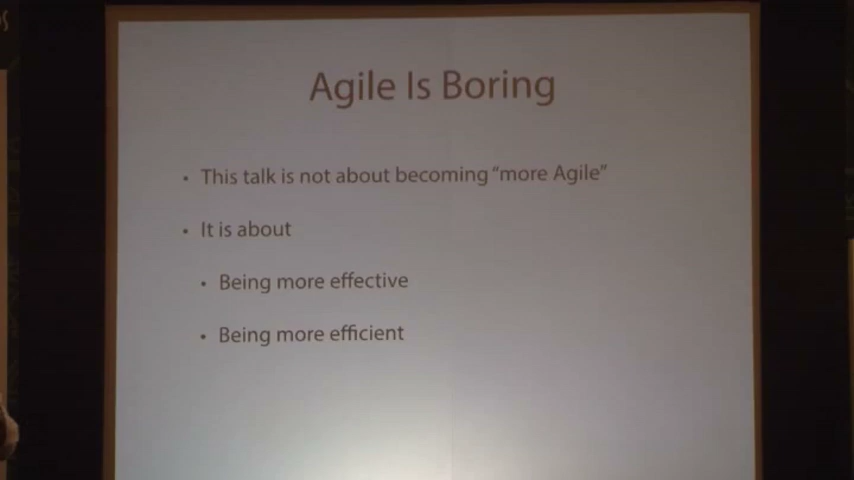 Agile Is Boring
• This talk is not about becoming “more Agile”
• It is about
• Being more effective
• Being more efficient